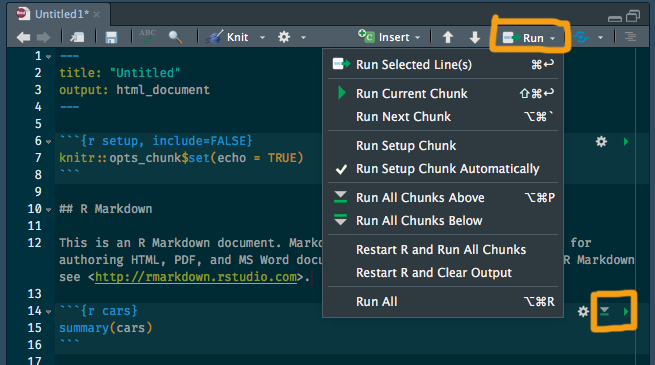 Untitled1*
ABC
Knit
Insert
Run
1 ---
2 title: "Untitled"
3 output: html_document
4 ---
5
6 ```{r setup, include=FALSE}
7 knitr::opts_chunk$set(echo = TRUE)
8 ```
9
10 ## R Markdown
11
12 This is an R Markdown document. Mark for
authoring HTML, PDF, and MS Word docu R Markdown
see <http://rmarkdown.rstudio.com>.
13
14 ```{r cars}
15 summary(cars)
16 ```
17
Run Selected Line(s) ⌘↩
Run Current Chunk ⇧⌘↩
Run Next Chunk ⌥⌘`
Run Setup Chunk
Run Setup Chunk Automatically
Run All Chunks Above ⌥⌘P
Run All Chunks Below
Restart R and Run All Chunks
Restart R and Clear Output
Run All ⌥⌘R